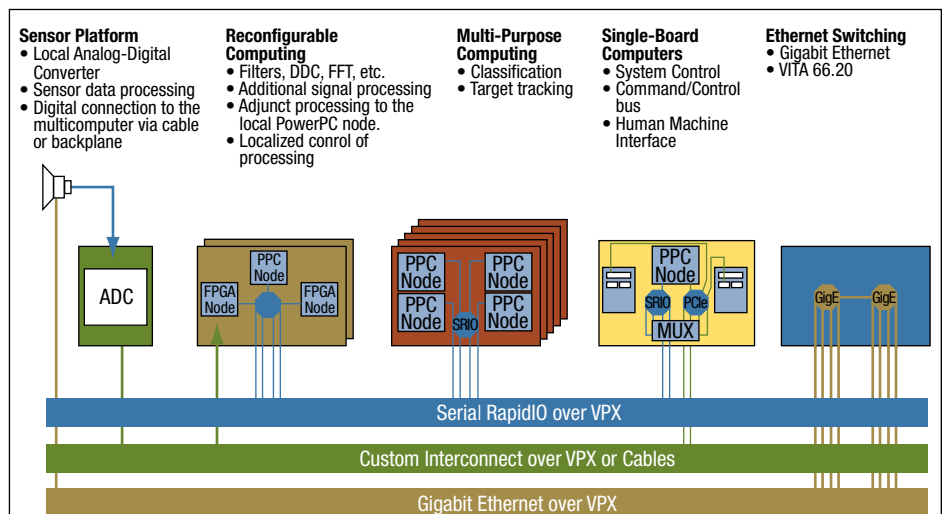 Sensor Platform
• Local Analog-Digital
Converter
• Sensor data processing
• Digital connection to the
multicomputer via cable
or backplane
Reconfigurable
Computing
• Filters, DDC, FFT, etc.
• Additional signal processing
• Adjunct processing to the
local PowerPC node.
• Localized conrol of
processing
Multi-Purpose
Computing
• Classification
• Target tracking
Single-Board
Computers
• System Control
• Command/Control
bus
• Human Machine
Interface
Ethernet Switching
• Gigabit Ethernet
• VITA 66.20
ADC
PPC
Node
FPGA
Node
FPGA
Node
PPC
Node
PPC
Node
PPC
Node
PPC
Node
SRIO
PPC
Node
SRIO
PCIe
MUX
GigE
GigE
Serial RapidIO over VPX
Custom Interconnect over VPX or Cables
Gigabit Ethernet over VPX